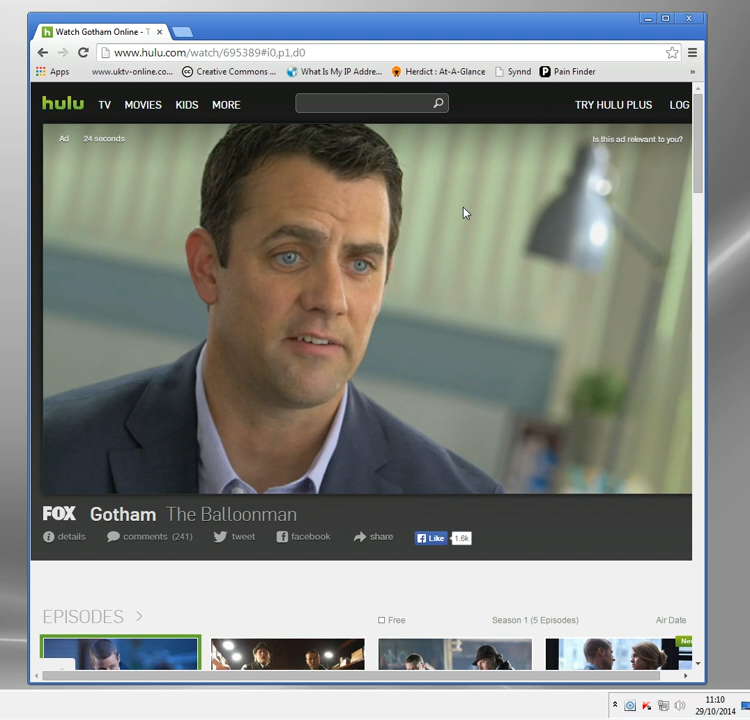 Watch Gotham Online - T
www.hulu.com/watch/695389#i0,p1,d0
Apps www.uktv-online.co... Creative Commons ... What Is My IP Addre... Herdict : At-A-Glance Synnd Pain Finder »
hulu TV MOVIES KIDS MORE TRY HULU PLUS LOG
Ad 24 seconds Is this ad relevant to you?
FOX Gotham The Balloonman
details comments (241) tweet facebook share Like 1.6k
EPISODES
Free Season 1 (5 Episodes) Air Date
New
11:10
29/10/2014